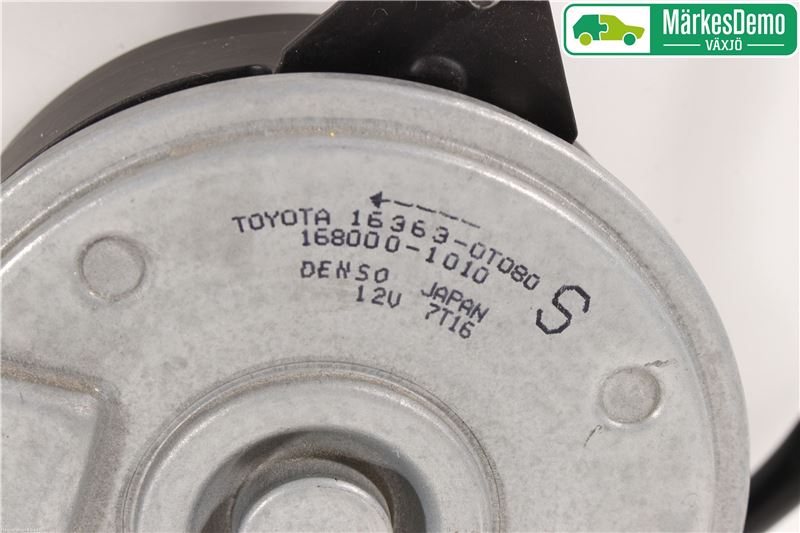 MärkesDemo
VÄXJÖ
TOYOTA 16363-0T080
168000-1010
DENSO JAPAN
12V 7T16
S